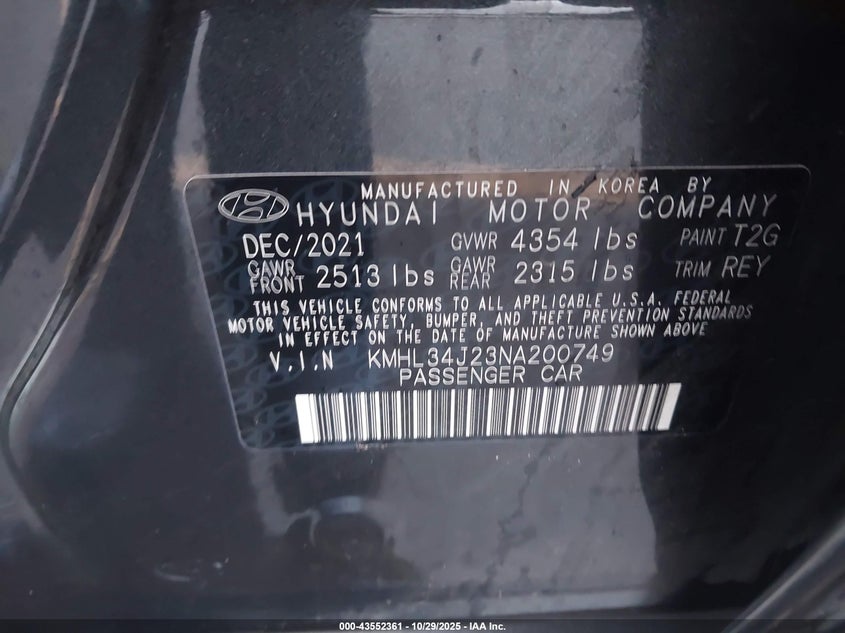 MANUFACTURED IN KOREA BY
HYUNDAI MOTOR COMPANY
DEC/2021 GVWR 4354 lbs PAINT T2G
GAWR FRONT 2513 lbs GAWR REAR 2315 lbs TRIM REY
THIS VEHICLE CONFORMS TO ALL APPLICABLE U.S.A. FEDERAL
MOTOR VEHICLE SAFETY, BUMPER, AND THEFT PREVENTION STANDARDS
IN EFFECT ON THE DATE OF MANUFACTURE SHOWN ABOVE
V.I.N KMHL34J23NA200749
PASSENGER CAR
000-43552361 - 10/29/2025 - IAA Inc.